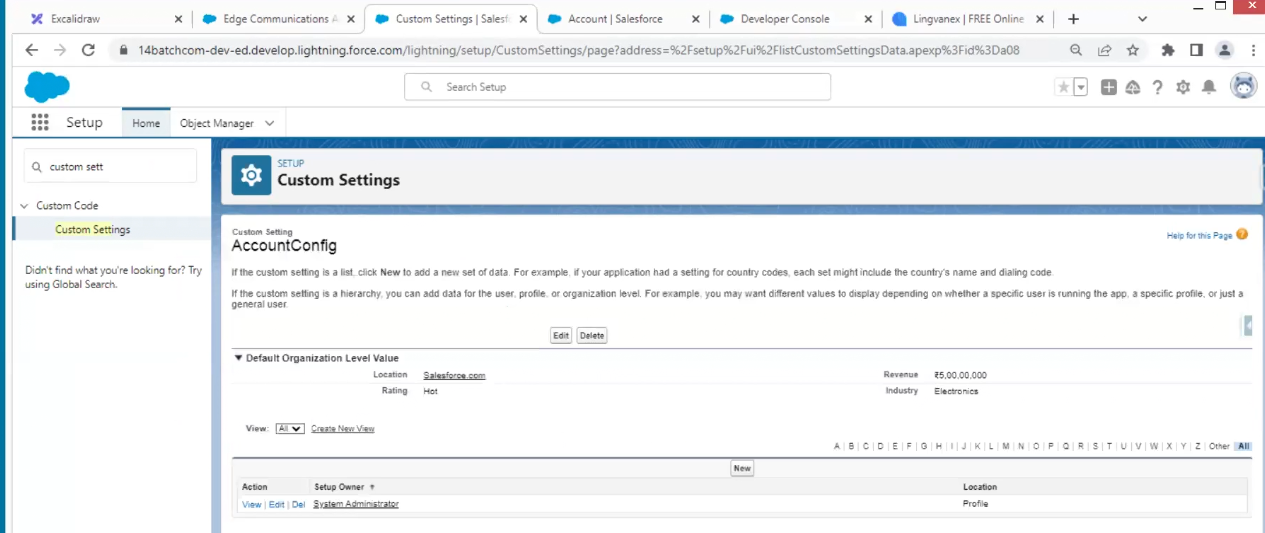 Excalidraw
Edge Communications A
Custom Settings | Salesf
Account | Salesforce
Developer Console
Lingvanex | FREE Online
14batchcom-dev-ed.develop.lightning.force.com/lightning/setup/CustomSettings/page?address=%2Fsetup%2Fui%2FlistCustomSettingsData.apexp%3Fid%3Da08
Search Setup
Setup
Home
Object Manager
custom sett
Custom Code
Custom Settings
Didn't find what you're looking for? Try
using Global Search.
SETUP
Custom Settings
Custom Setting
AccountConfig
Help for this Page
If the custom setting is a list, click New to add a new set of data. For example, if your application had a setting for country codes, each set might include the country's name and dialing code.
If the custom setting is a hierarchy, you can add data for the user, profile, or organization level. For example, you may want different values to display depending on whether a specific user is running the app, a specific profile, or just a
general user.
Edit Delete
Default Organization Level Value
Location Salesforce.com Revenue ₹5,00,00,000
Rating Hot Industry Electronics
View: All Create New View
A | B | C | D | E | F | G | H | I | J | K | L | M | N | O | P | Q | R | S | T | U | V | W | X | Y | Z | Other All
New
Action Setup Owner Location
View | Edit | Del System Administrator Profile